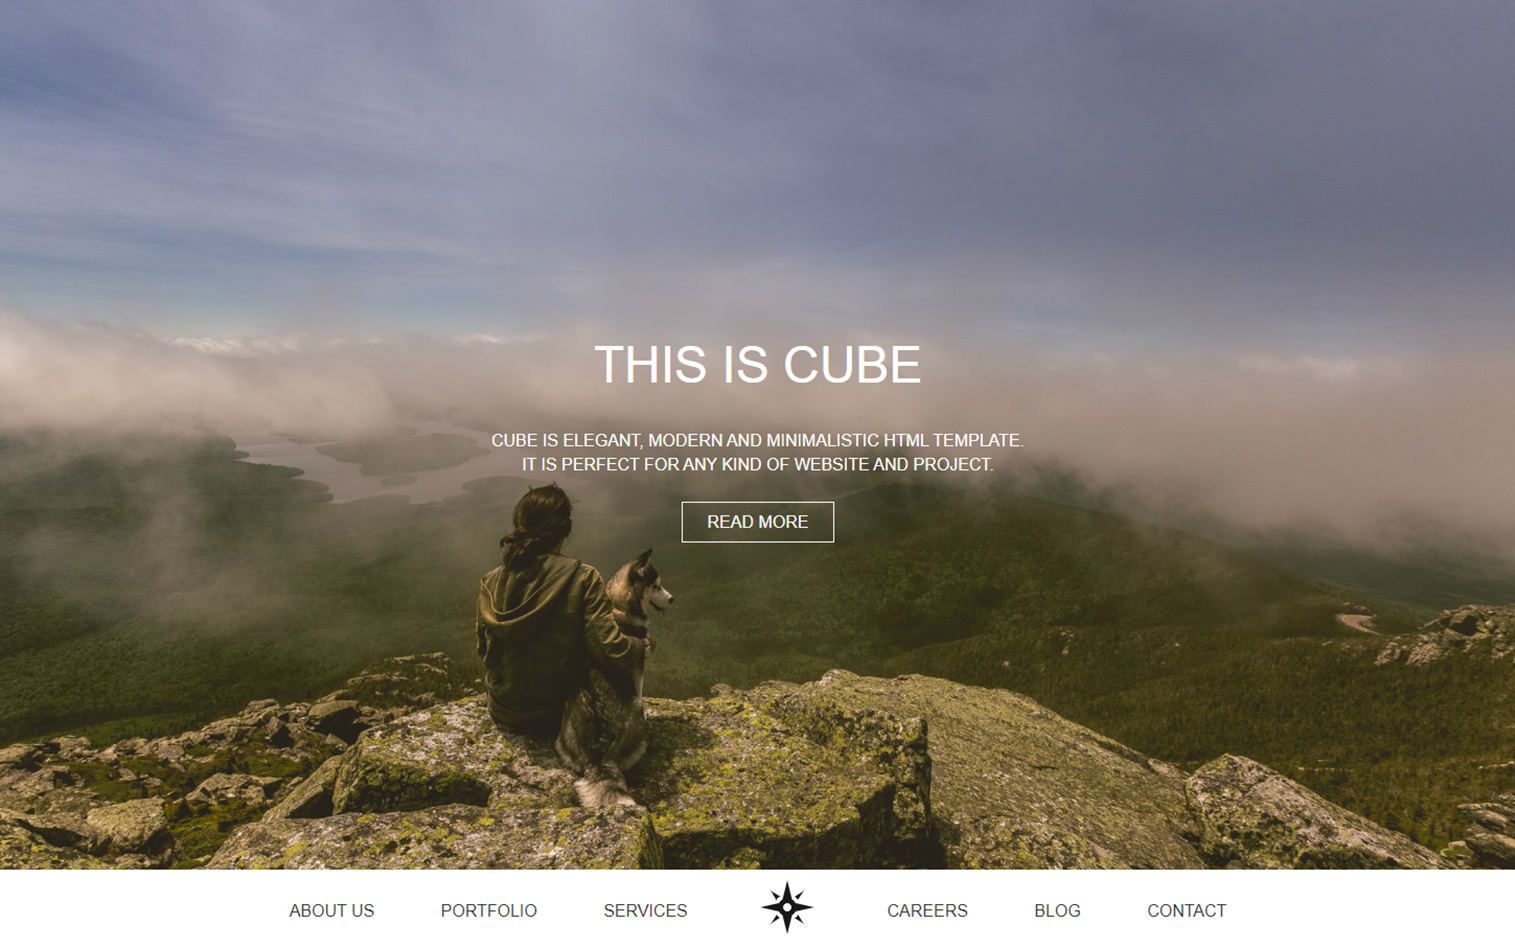 THIS IS CUBE
CUBE IS ELEGANT, MODERN AND MINIMALISTIC HTML TEMPLATE.
IT IS PERFECT FOR ANY KIND OF WEBSITE AND PROJECT.
READ MORE
ABOUT US
PORTFOLIO
SERVICES
CAREERS
BLOG
CONTACT